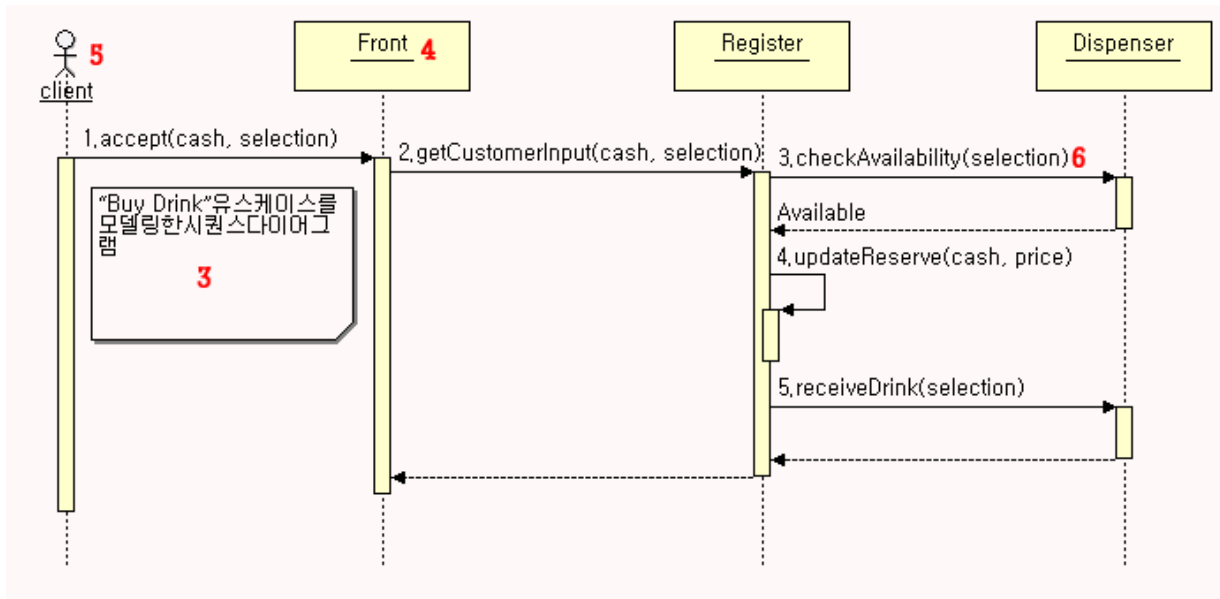 5
client
Front 4
Register
Dispenser
1,accept(cash, selection)
2,getCustomerInput(cash, selection)
3,checkAvailability(selection) 6
"Buy Drink"유스케이스를
모델링한시퀀스다이어그
램
3
Available
4,updateReserve(cash, price)
5,receiveDrink(selection)